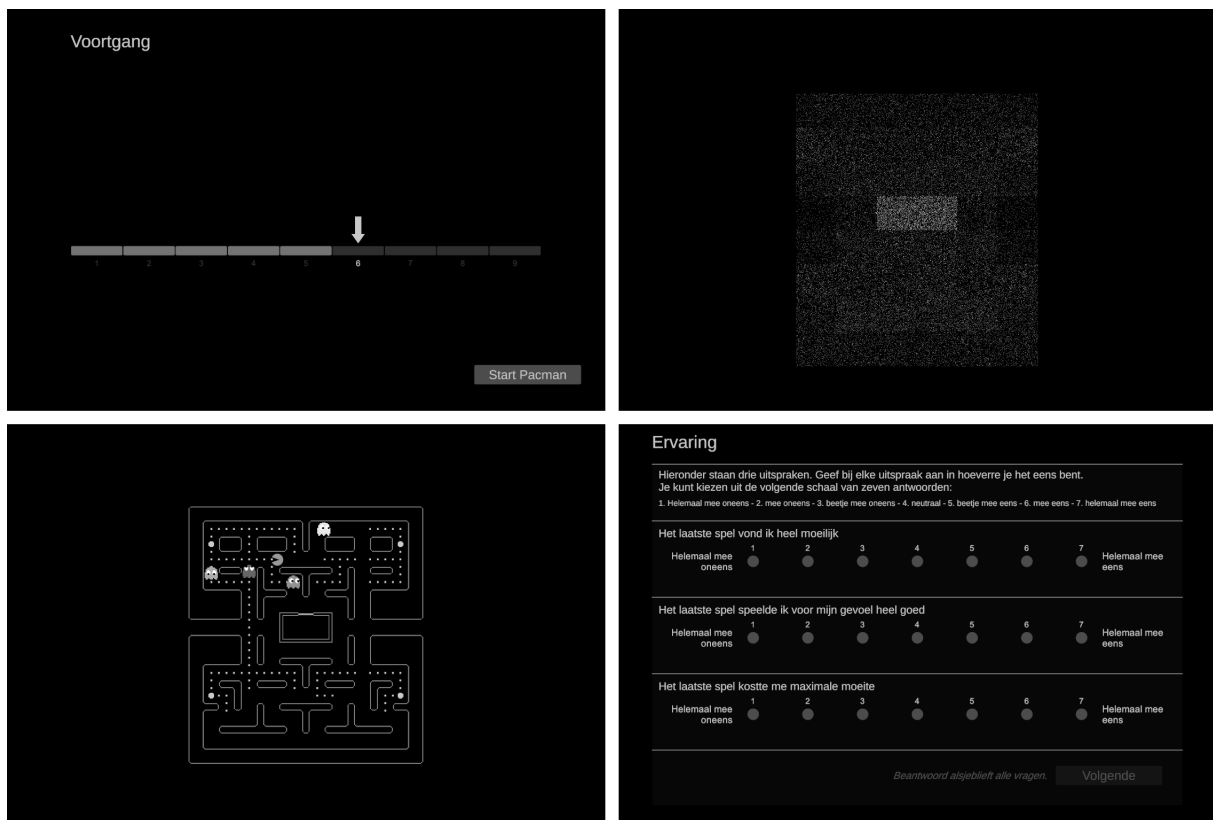 Voortgang
1 2 3 4 5 6 7 8 9
Start Pacman
Ervaring
Hieronder staan drie uitspraken. Geef bij elke uitspraak aan in hoeverre je het eens bent.
Je kunt kiezen uit de volgende schaal van zeven antwoorden:
1. Helemaal mee oneens - 2. mee oneens - 3. beetje mee oneens - 4. neutraal - 5. beetje mee eens - 6. mee eens - 7. helemaal mee eens
Het laatste spel vond ik heel moeilijk
1 2 3 4 5 6 7
Helemaal mee Helemaal mee
oneens eens
Het laatste spel speelde ik voor mijn gevoel heel goed
1 2 3 4 5 6 7
Helemaal mee Helemaal mee
oneens eens
Het laatste spel kostte me maximale moeite
1 2 3 4 5 6 7
Helemaal mee Helemaal mee
oneens eens
Beantwoord alsjeblieft alle vragen. Volgende